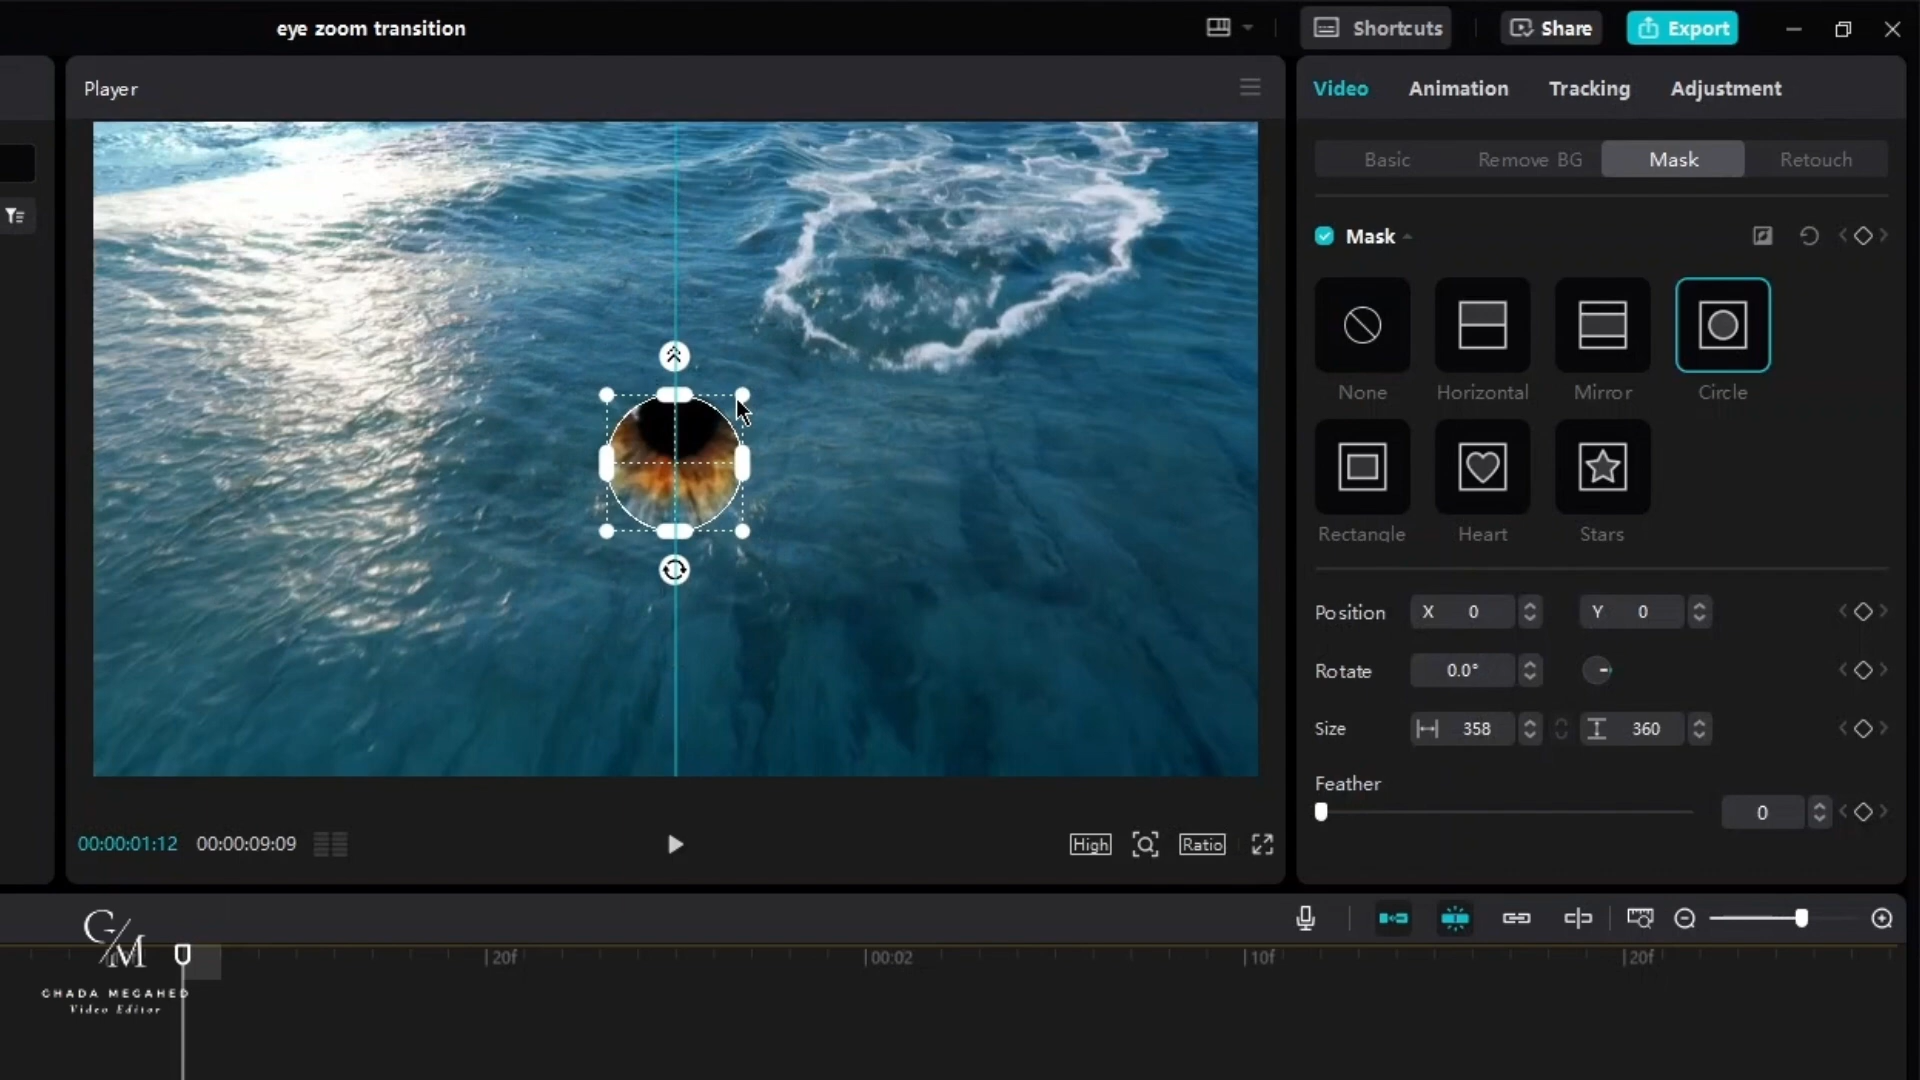 eye zoom transition
Shortcuts
Share
Export
Player
Video
Animation
Tracking
Adjustment
Basic
Remove BG
Mask
Retouch
Mask
None
Horizontal
Mirror
Circle
Rectangle
Heart
Stars
Position
X 0
Y 0
Rotate
0.0°
Size
358
360
Feather
0
00:00:01:12
00:00:09:09
High
Ratio
20f
00:02
10f
20f
GM
GHADA MEGAHED
Video Editor